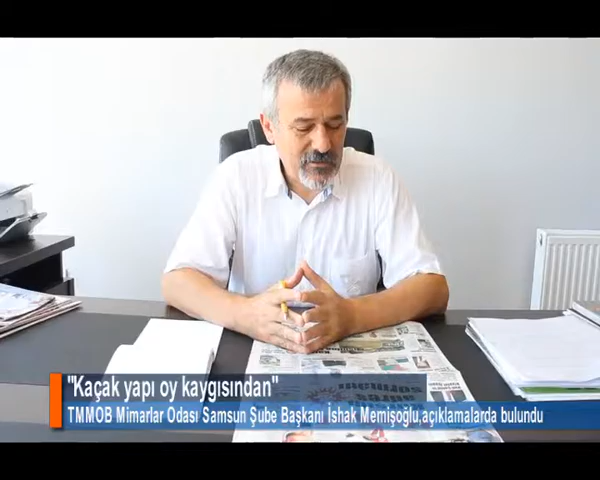 "Kaçak yapı oy kaygısından"
TMMOB Mimarlar Odası Samsun Şube Başkanı İshak Memişoğlu,açıklamalarda bulundu